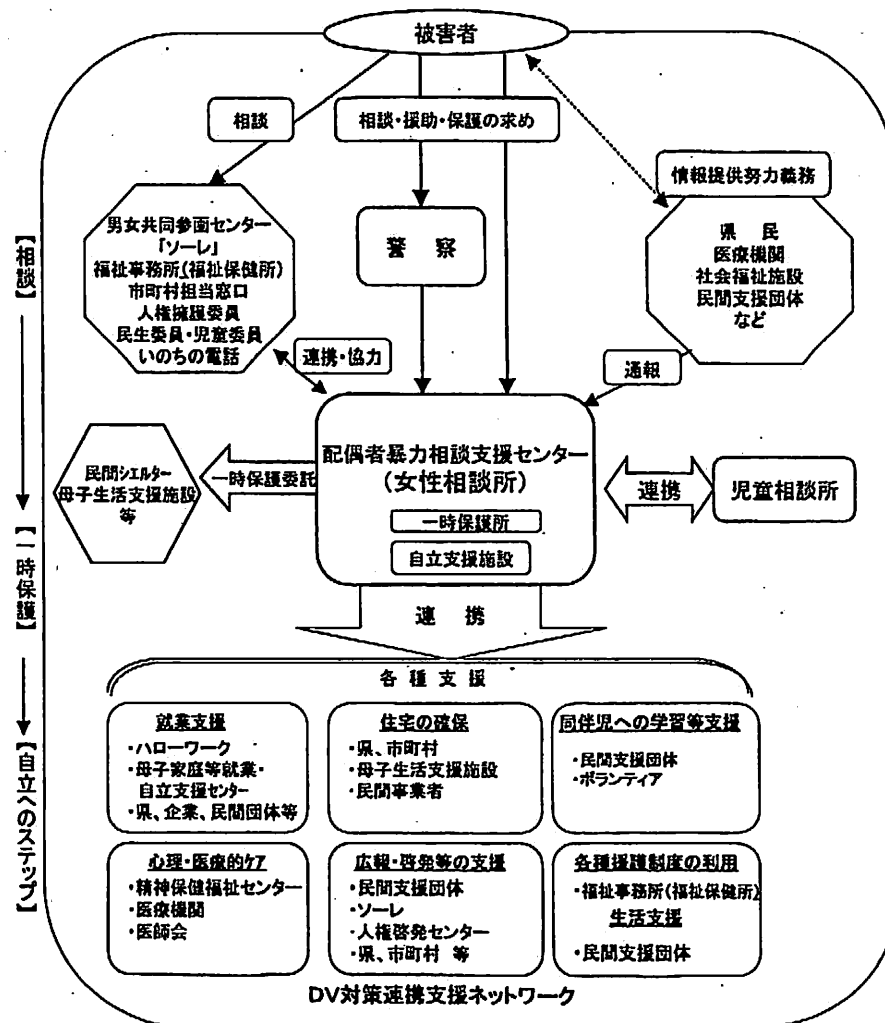 被害者
相談
相談・援助・保護の求め
情報提供努力義務
男女共同参画センター
「ソーレ」
福祉事務所(福祉保健所)
市町村担当窓口
人権擁護委員
民生委員・児童委員
いのちの電話
警察
県民
医療機関
社会福祉施設
民間支援団体
など
連携・協力
通報
【相談】
配偶者暴力相談支援センター
(女性相談所)
一時保護所
自立支援施設
民間シェルター
母子生活支援施設
等
一時保護委託
連携
児童相談所
【一時保護】
連携
各種支援
就業支援
・ハローワーク
・母子家庭等就業・
自立支援センター
・県、企業、民間団体等
住宅の確保
・県、市町村
・母子生活支援施設
・民間事業者
同伴児への学習等支援
・民間支援団体
・ボランティア
【自立へのステップ】
心理・医療的ケア
・精神保健福祉センター
・医療機関
・医師会
広報・啓発等の支援
・民間支援団体
・ソーレ
・人権啓発センター
・県、市町村 等
各種援護制度の利用
・福祉事務所(福祉保健所)
生活支援
・民間支援団体
DV対策連携支援ネットワーク